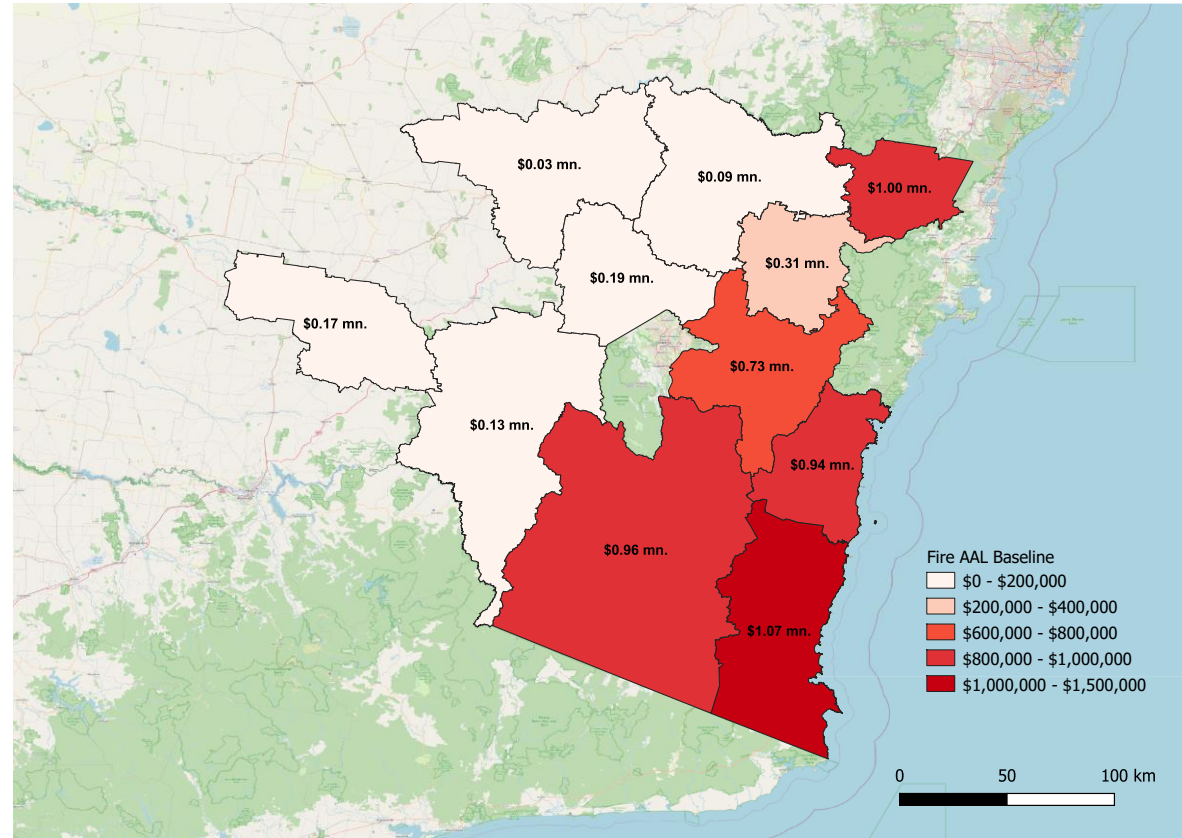 $0.03 mn.
$0.09 mn.
$1.00 mn.
$0.31 mn.
$0.19 mn.
$0.17 mn.
$0.73 mn.
$0.13 mn.
$0.94 mn.
$0.96 mn.
$1.07 mn.
Fire AAL Baseline
$0 - $200,000
$200,000 - $400,000
$600,000 - $800,000
$800,000 - $1,000,000
$1,000,000 - $1,500,000
0 50 100 km